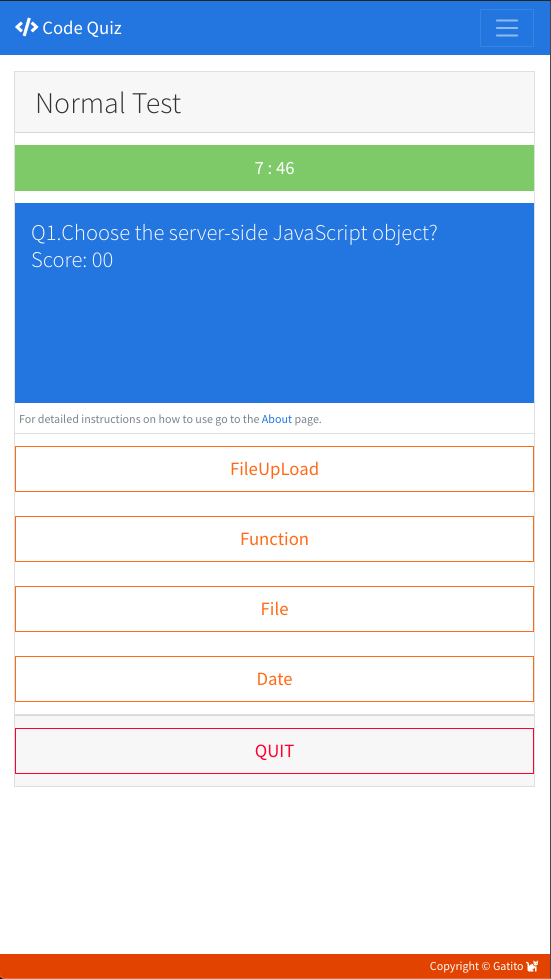 Code Quiz
Normal Test
7 : 46
Q1.Choose the server-side JavaScript object?
Score: 00
For detailed instructions on how to use go to the About page.
FileUpLoad
Function
File
Date
QUIT
Copyright © Gatito